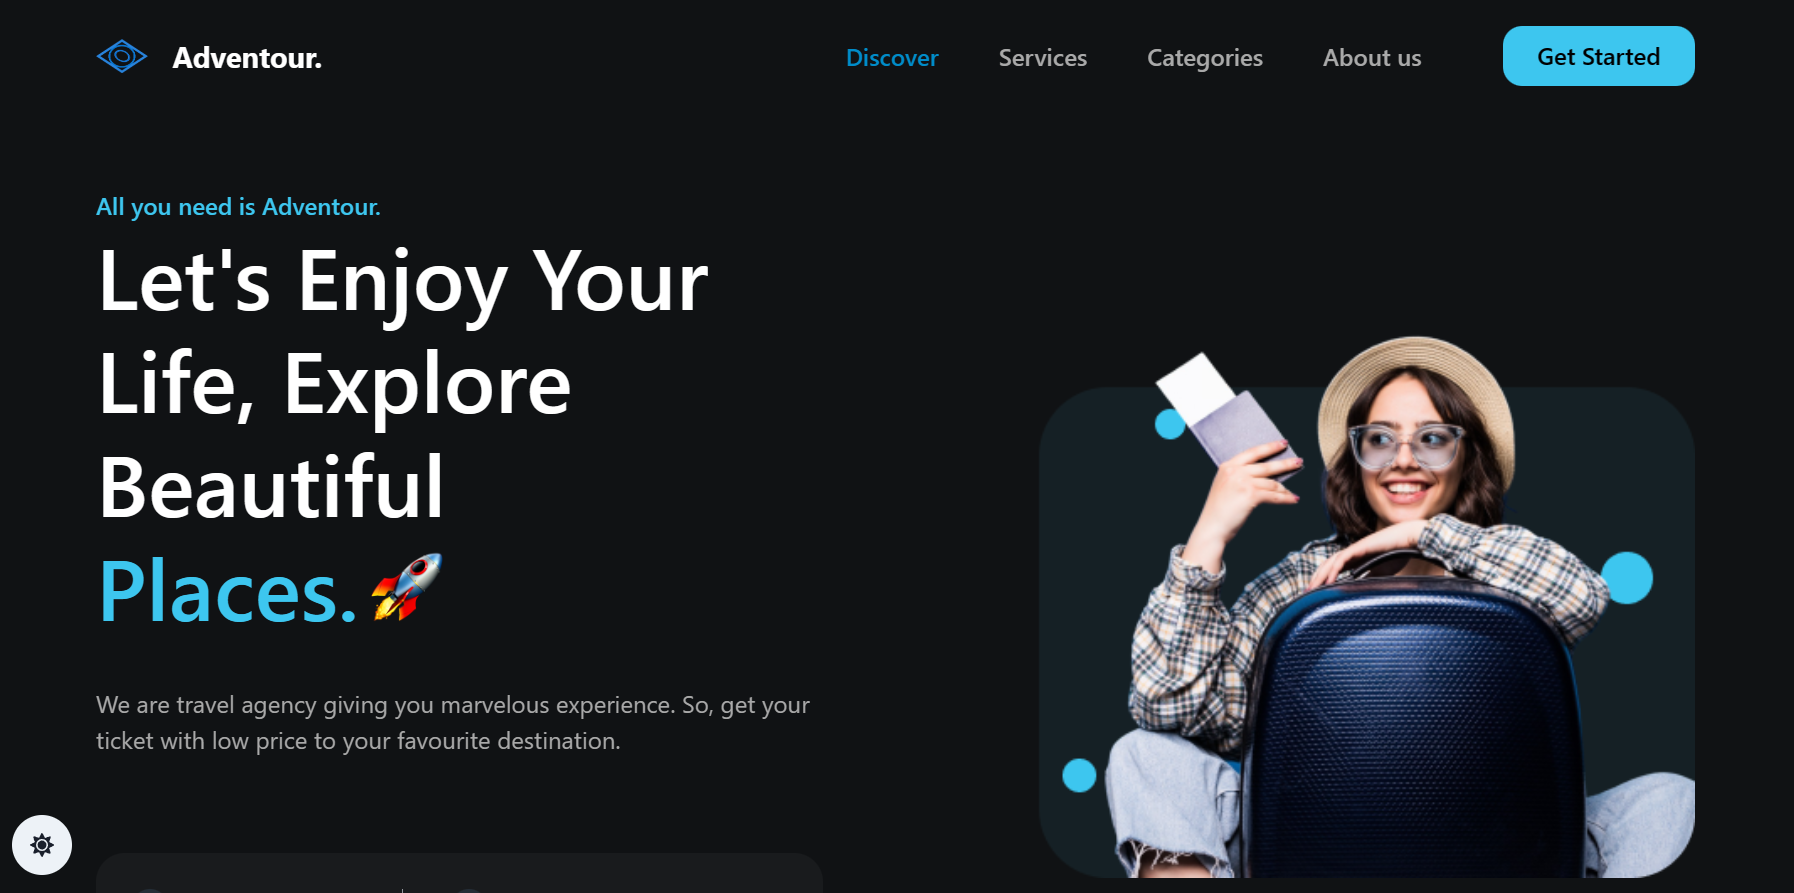 Adventour.
Discover
Services
Categories
About us
Get Started
All you need is Adventour.
Let's Enjoy Your
Life, Explore
Beautiful
Places.🚀
We are travel agency giving you marvelous experience. So, get your
ticket with low price to your favourite destination.